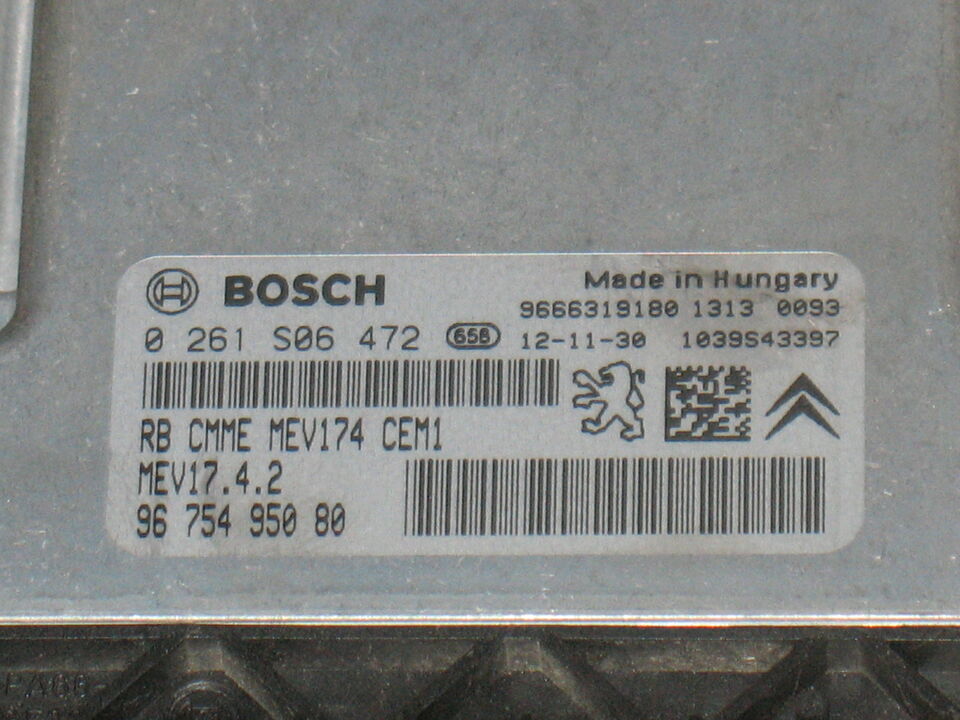 BOSCH
Made in Hungary
9666319180 1313 0093
0 261 S06 472 658 12-11-30 1039S43397
RB CMME MEV174 CEM1
MEV17.4.2
96 754 950 80